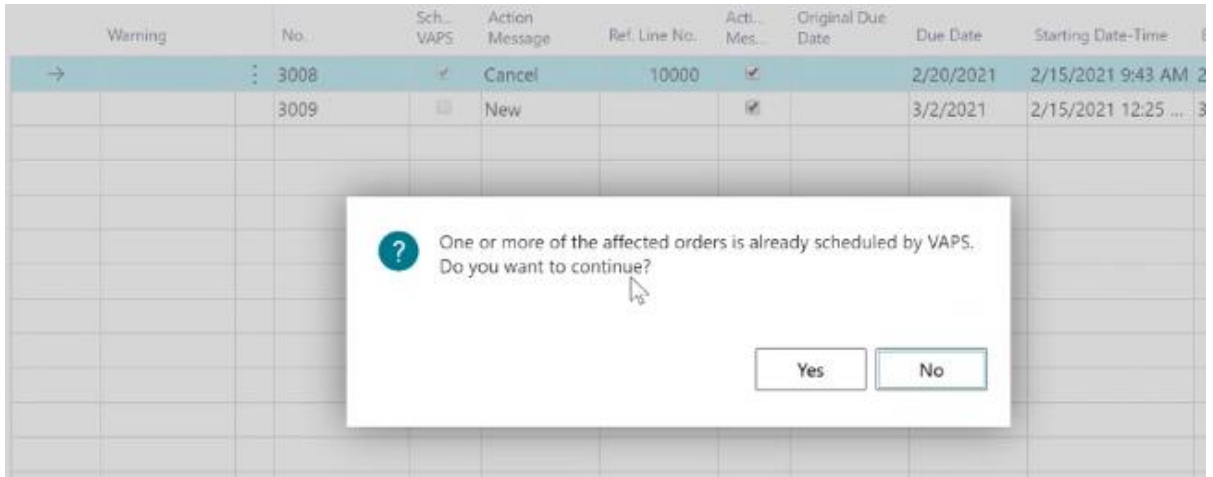 Warning No. Sch... VAPS Action Message Ref. Line No. Acti... Mes... Original Due Date Due Date Starting Date-Time E
→ 3008 Cancel 10000 2/20/2021 2/15/2021 9:43 AM 2
3009 New 3/2/2021 2/15/2021 12:25 ... 3
One or more of the affected orders is already scheduled by VAPS.
Do you want to continue?
Yes No